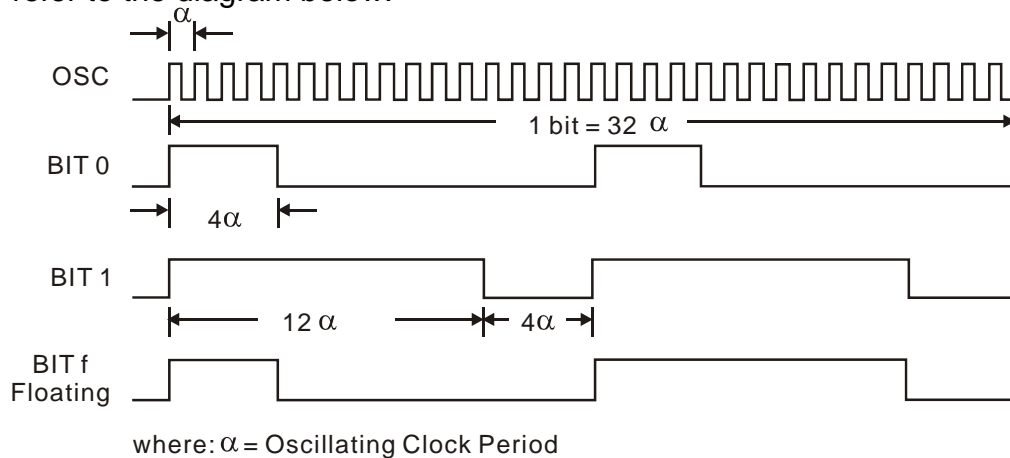 refer to the diagram below:
α
OSC
1 bit = 32 α
BIT 0
4α
BIT 1
12 α
4α
BIT f
Floating
where: α = Oscillating Clock Period